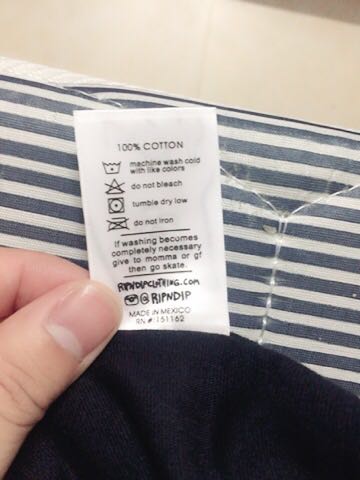 100% COTTON
machine wash cold
with like colors
do not bleach
tumble dry low
do not iron
If washing becomes
completely necessary
give to momma or gf
then go skate.
RIPNDIPCLOTHING.COM
@RIPNDIP
MADE IN MEXICO
RN#:151162